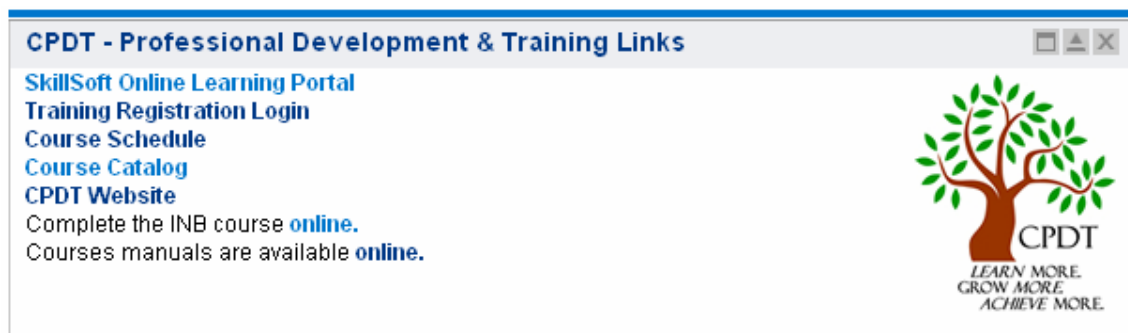 CPDT - Professional Development & Training Links
SkillSoft Online Learning Portal
Training Registration Login
Course Schedule
Course Catalog
CPDT Website
Complete the INB course online.
Courses manuals are available online.
CPDT
LEARN MORE.
GROW MORE.
ACHIEVE MORE.